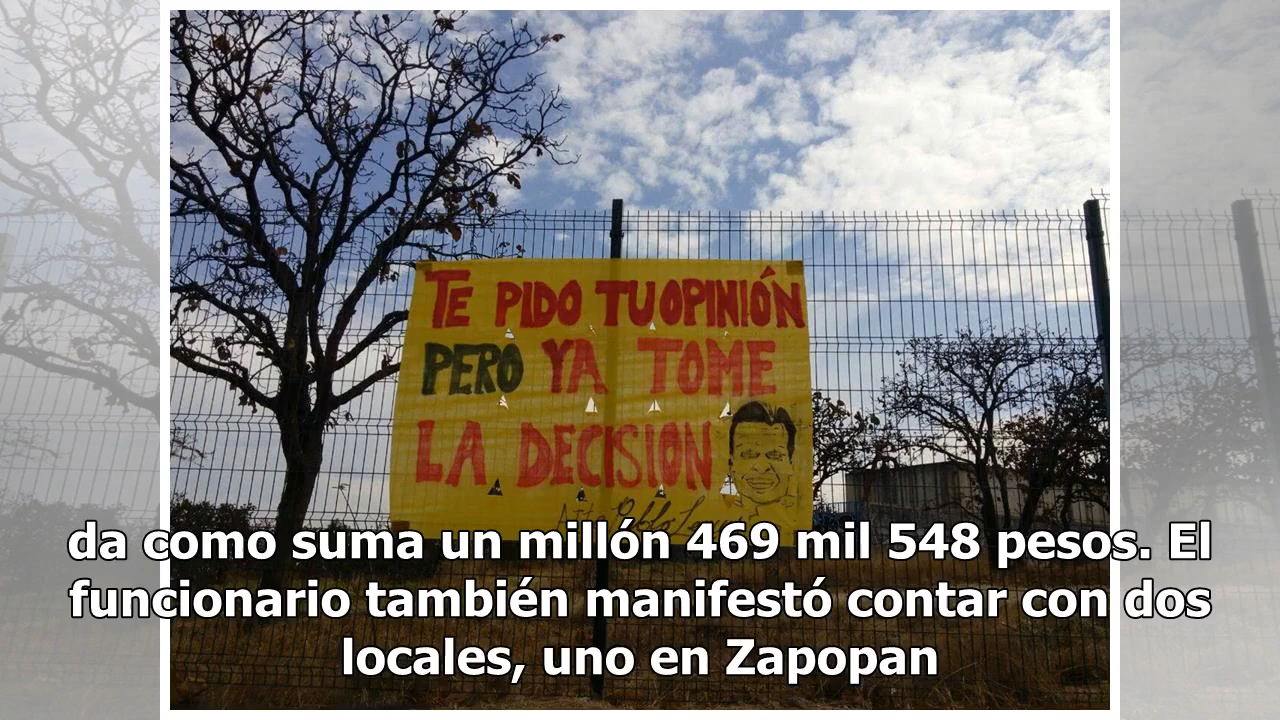 TE PIDO TU OPINIÓN
PERO YA TOME
LA DECISION
da como suma un millón 469 mil 548 pesos. El
funcionario también manifestó contar con dos
locales, uno en Zapopan